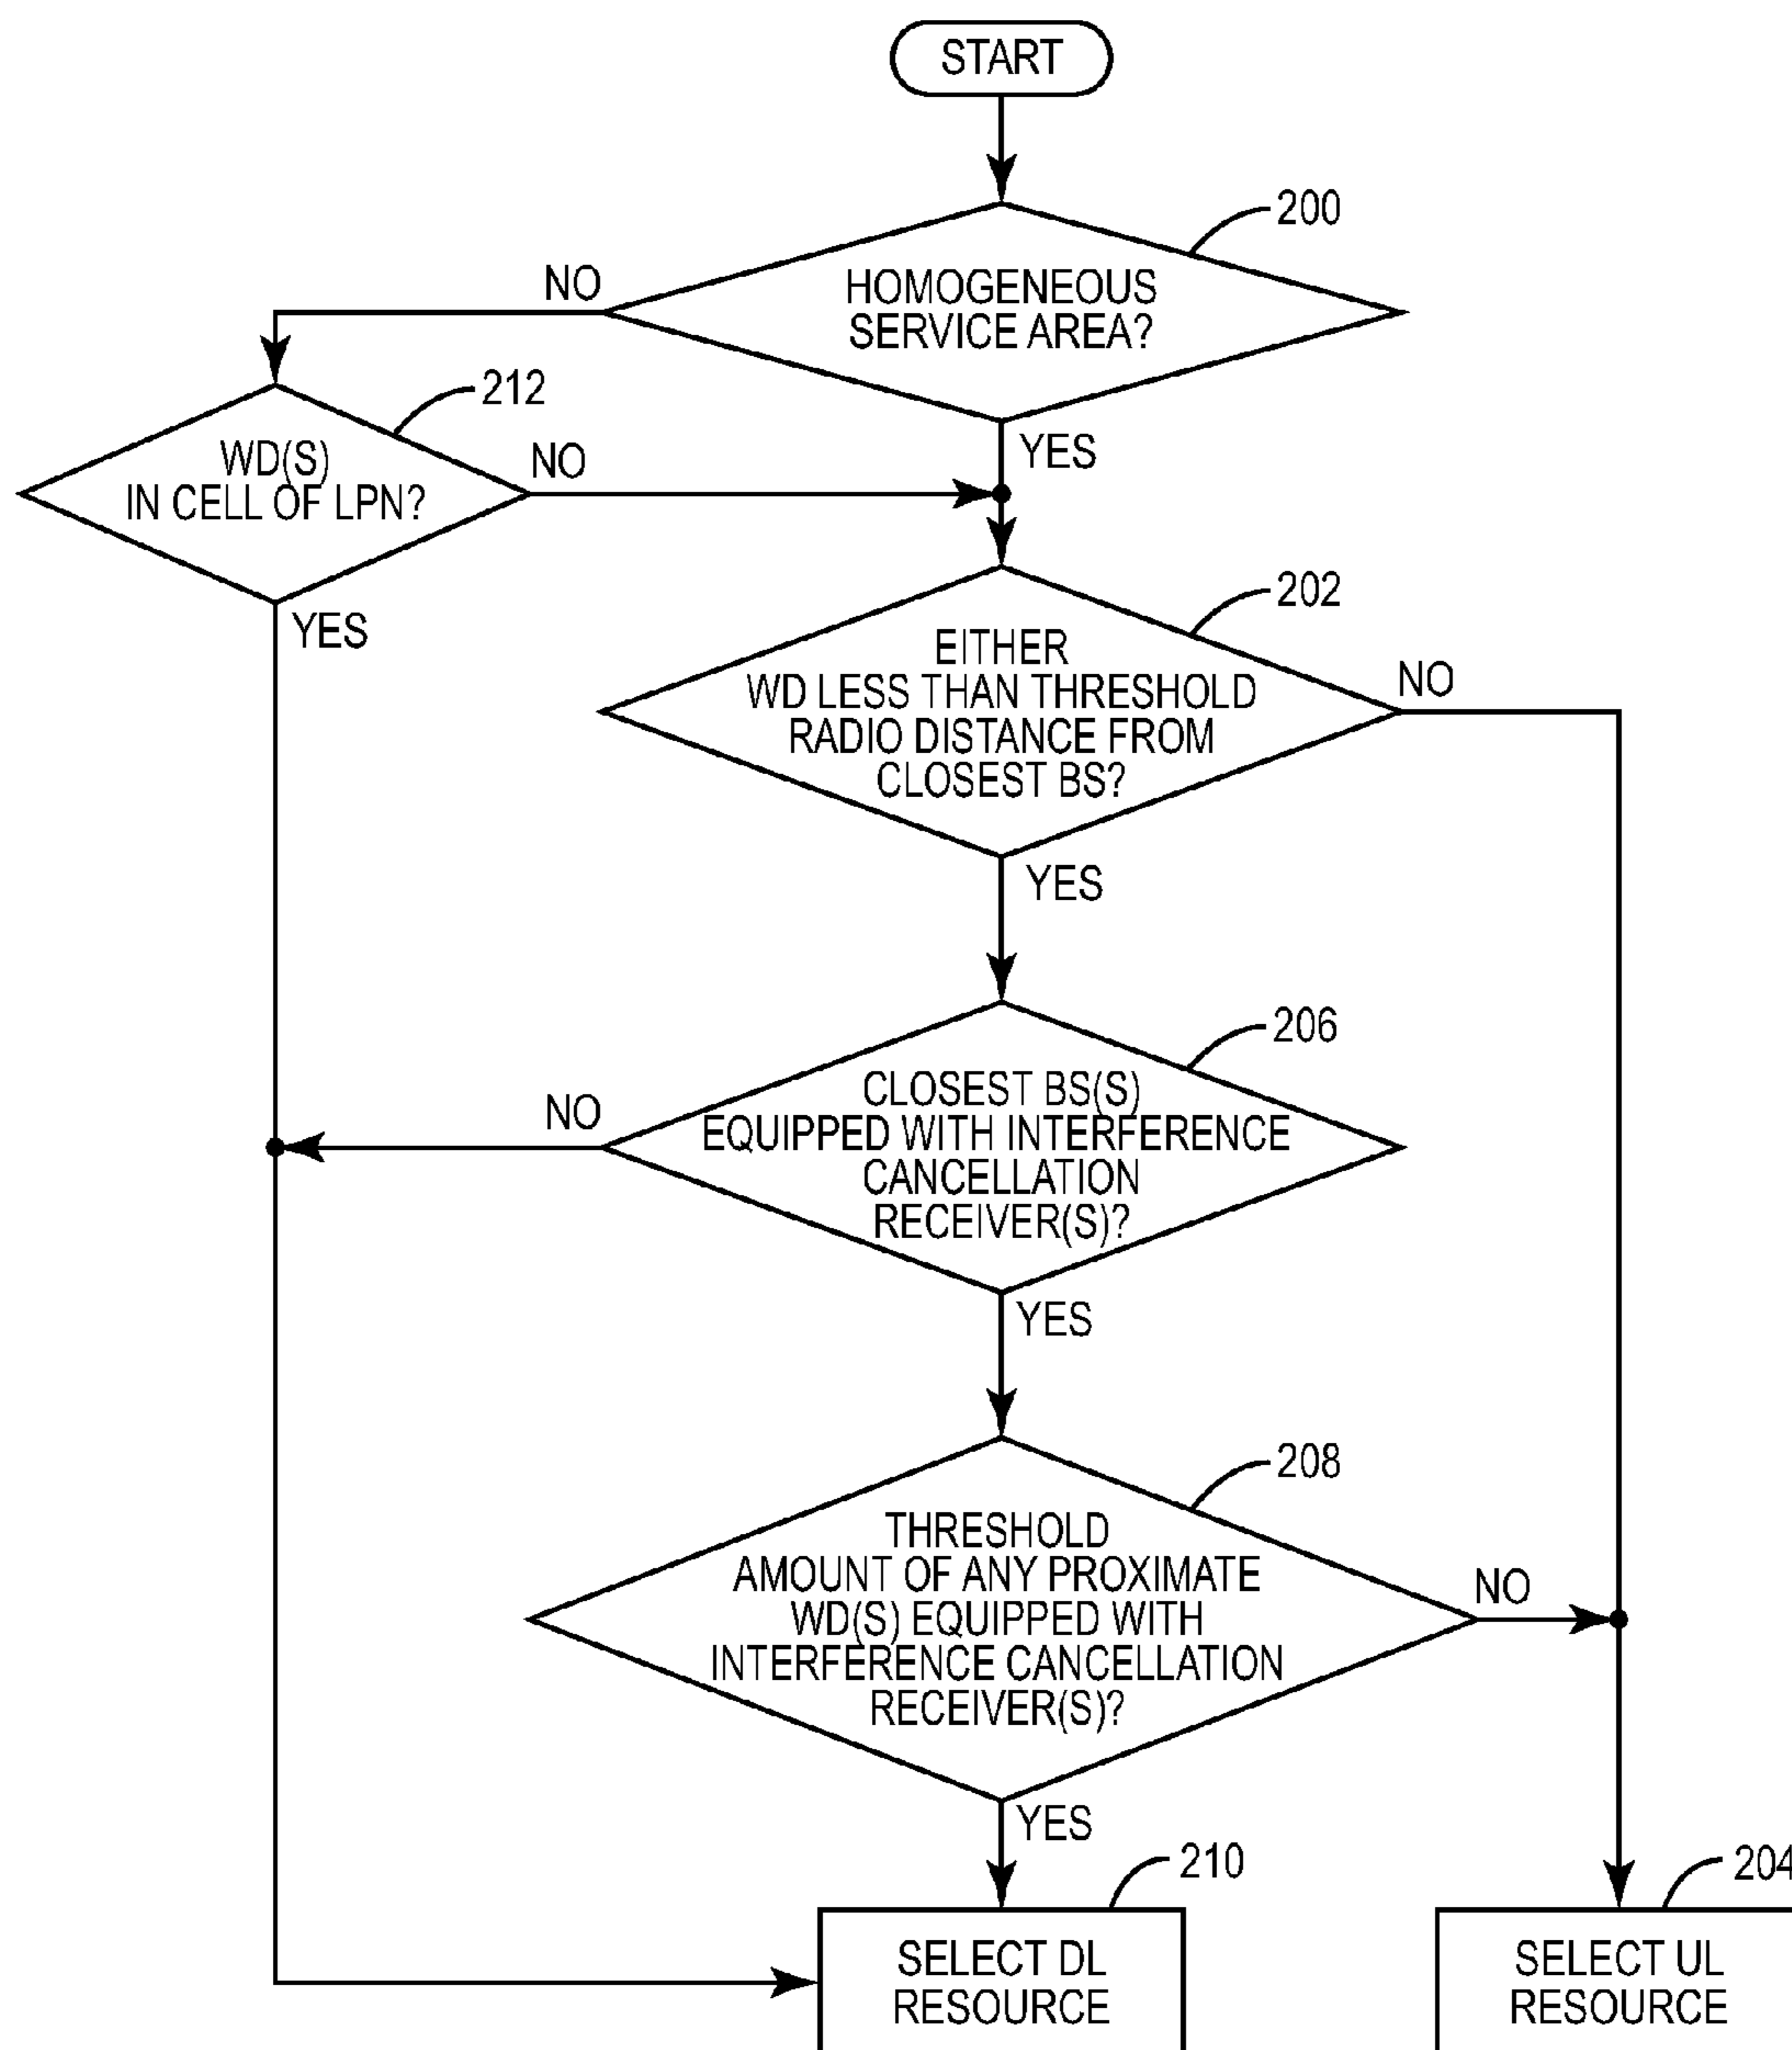 START
200
HOMOGENEOUS
SERVICE AREA?
NO
YES
212
WD(S)
IN CELL OF LPN?
NO
YES
202
EITHER
WD LESS THAN THRESHOLD
RADIO DISTANCE FROM
CLOSEST BS?
NO
YES
206
CLOSEST BS(S)
EQUIPPED WITH INTERFERENCE
CANCELLATION
RECEIVER(S)?
NO
YES
208
THRESHOLD
AMOUNT OF ANY PROXIMATE
WD(S) EQUIPPED WITH
INTERFERENCE CANCELLATION
RECEIVER(S)?
NO
YES
210
SELECT DL
RESOURCE
204
SELECT UL
RESOURCE